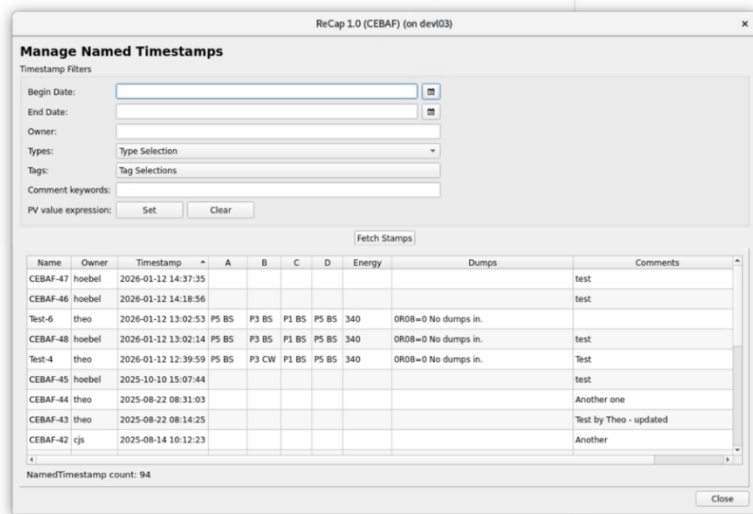 ReCap 1.0 (CEBAF) (on devl03)
Manage Named Timestamps
Timestamp Filters
Begin Date:
End Date:
Owner:
Types: Type Selection
Tags: Tag Selections
Comment keywords:
PV value expression: Set Clear
Fetch Stamps
Name Owner Timestamp A B C D Energy Dumps Comments
CEBAF-47 hoebel 2026-01-12 14:37:35 test
CEBAF-46 hoebel 2026-01-12 14:18:56 test
Test-6 theo 2026-01-12 13:02:53 P5 BS P3 BS P1 BS P5 BS 340 0R08=0 No dumps in.
CEBAF-48 hoebel 2026-01-12 13:02:14 P5 BS P3 BS P1 BS P5 BS 340 0R08=0 No dumps in. test
Test-4 theo 2026-01-12 12:39:59 P5 BS P3 CW P1 BS P5 BS 340 0R08=0 No dumps in. Test
CEBAF-45 hoebel 2025-10-10 15:07:44 test
CEBAF-44 theo 2025-08-22 08:31:03 Another one
CEBAF-43 theo 2025-08-22 08:14:25 Test by Theo - updated
CEBAF-42 cjs 2025-08-14 10:12:23 Another
NamedTimestamp count: 94
Close